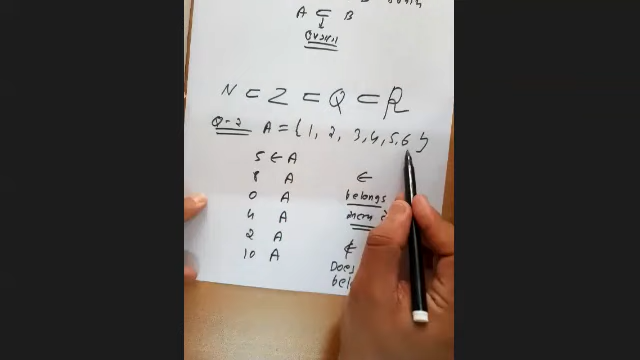 A ⊂ B
↓
N ⊂ Z ⊂ Q ⊂ R
Q-2 A = { 1, 2, 3, 4, 5, 6 }
5 ∈ A
8 A
0 A
4 A
2 A
10 A
∈
belongs
∉
Does